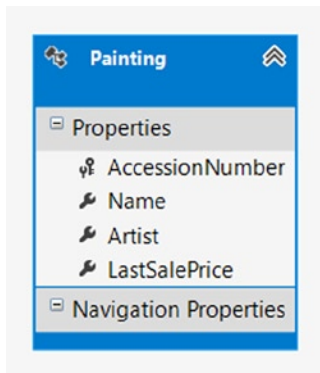 Painting
Properties
AccessionNumber
Name
Artist
LastSalePrice
Navigation Properties